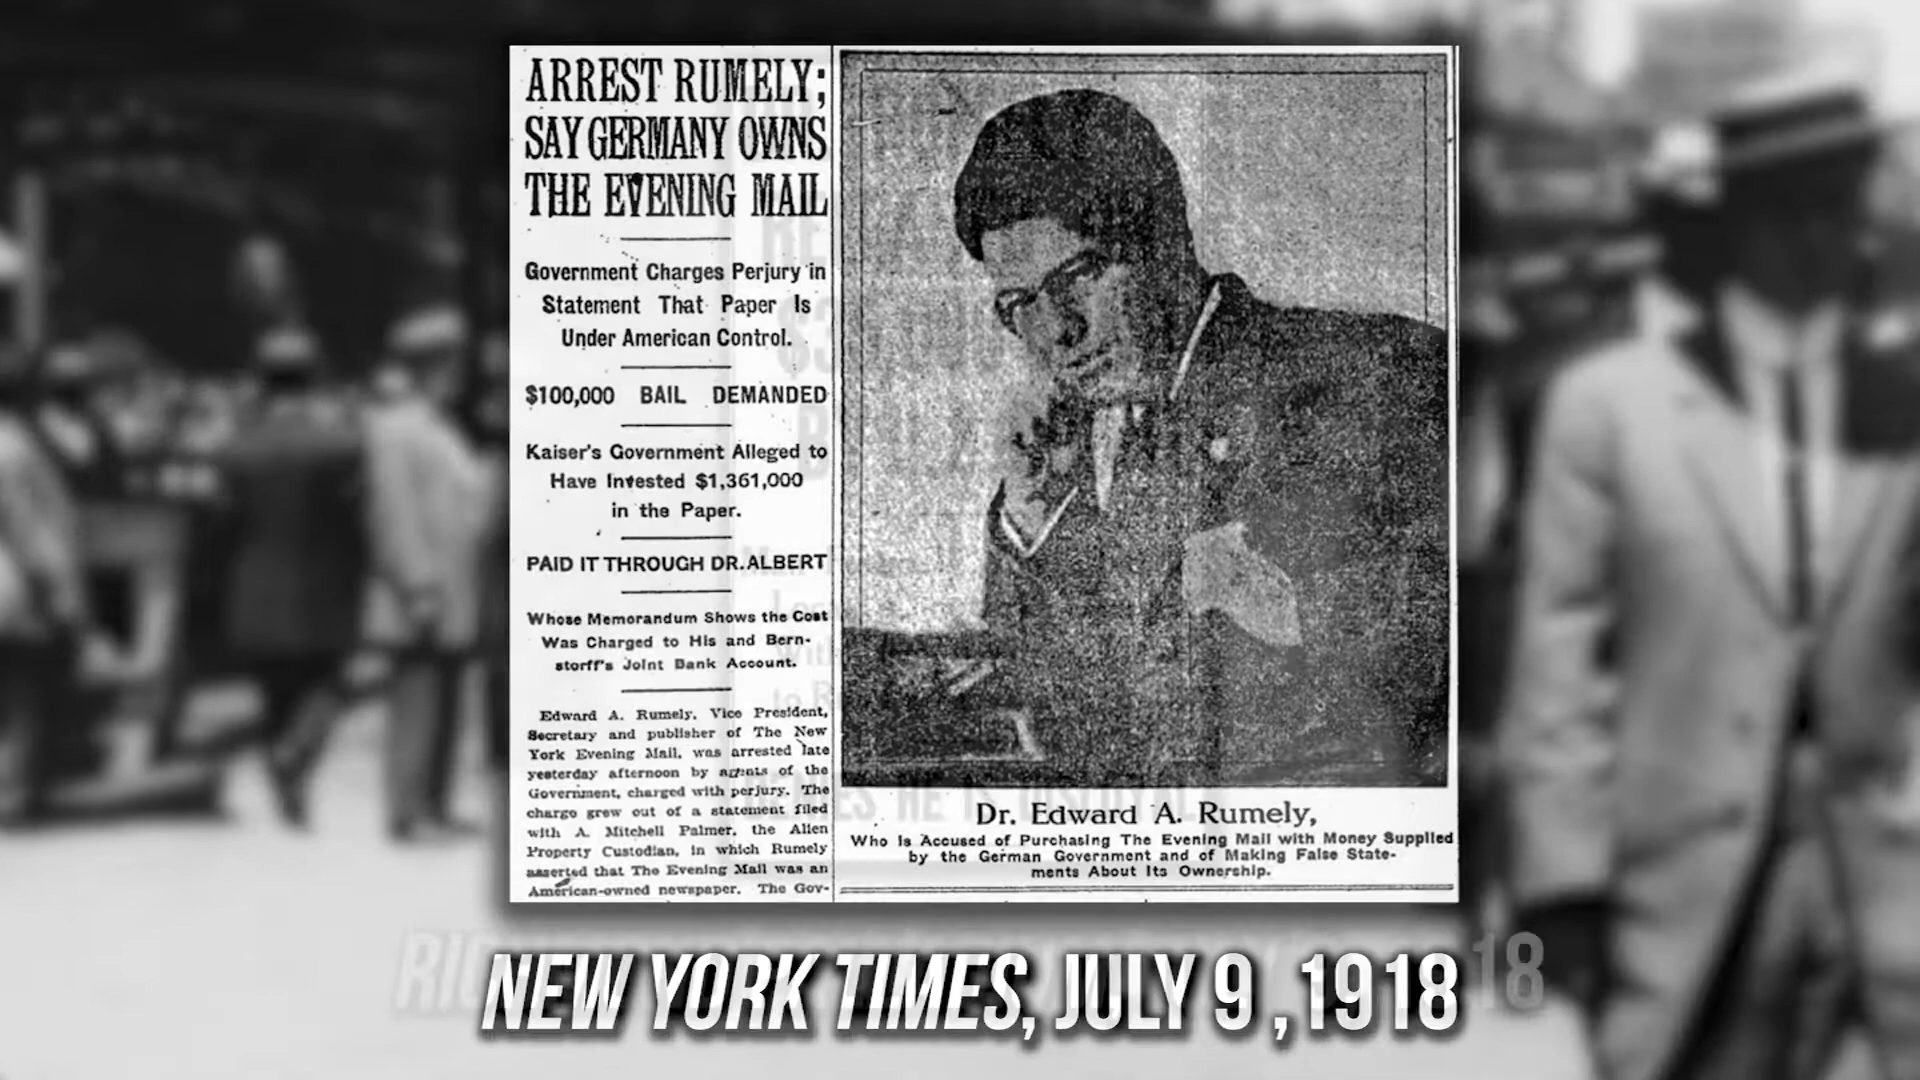 ARREST RUMELY;
SAY GERMANY OWNS
THE EVENING MAIL
Government Charges Perjury in
Statement That Paper Is
Under American Control.
$100,000 BAIL DEMANDED
Kaiser's Government Alleged to
Have Invested $1,361,000
in the Paper.
PAID IT THROUGH DR. ALBERT
Whose Memorandum Shows the Cost
Was Charged to His and Bern-
storff's Joint Bank Account.
Edward A. Rumely, Vice President,
Secretary and publisher of The New
York Evening Mail, was arrested late
yesterday afternoon by agents of the
Government, charged with perjury. The
charge grew out of a statement filed
with A. Mitchell Palmer, the Alien
Property Custodian, in which Rumely
asserted that The Evening Mail was an
American-owned newspaper. The Gov-
Dr. Edward A. Rumely,
Who Is Accused of Purchasing The Evening Mail with Money Supplied
by the German Government and of Making False State-
ments About Its Ownership.
NEW YORK TIMES, JULY 9 ,1918
18